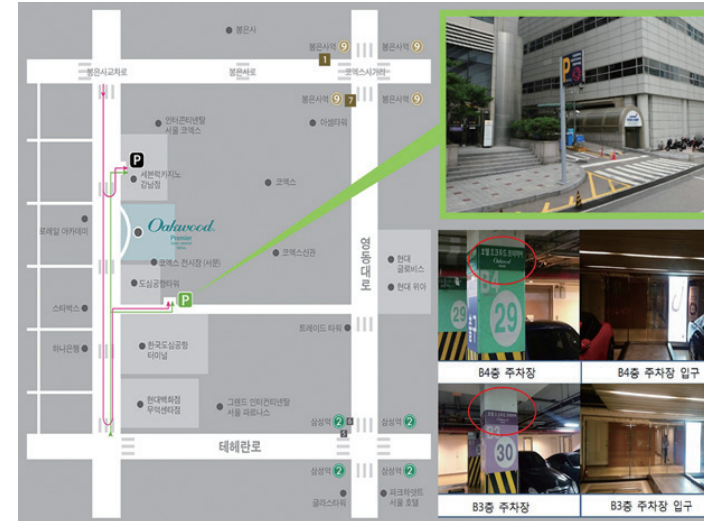 봉은사
봉은사역 9
봉은사역 9
1
봉은사교차로
봉은사로
코엑스사거리
봉은사역 9
7
봉은사역 9
인터콘티넨탈
서울 코엑스
아셈타워
P
세븐럭카지노
강남점
코엑스
Oakwood
Premier
르레일 아카데미
코엑스 전시장 (서문)
코엑스신관
영동대로
현대
글로비스
현대 위아
도심공항타워
P
스타벅스
트레이드 타워
하나은행
한국도심공항
터미널
현대백화점
무역센타점
그랜드 인터컨티넨탈
서울 파르나스
삼성역 2
6
5
삼성역 2
테헤란로
삼성역 2
삼성역 2
글라스타워
파크하얏트
서울 호텔
P
Oakwood
Oakwood
B4
29
29
B4층 주차장
B4층 주차장 입구
B3
30
B3층 주차장
B3층 주차장 입구